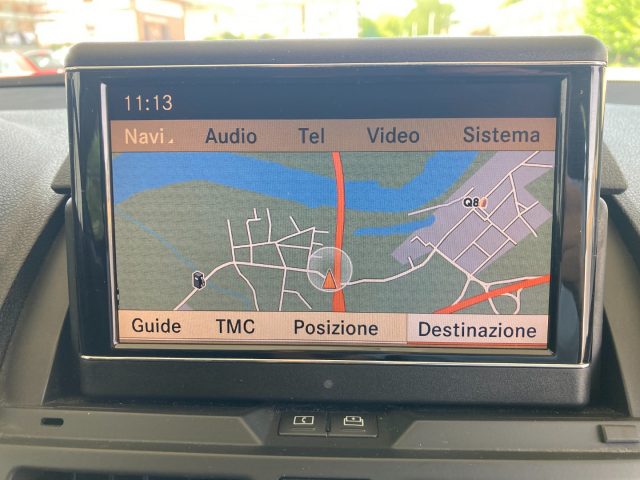 11:13
Navi Audio Tel Video Sistema
Q8
Guide TMC Posizione Destinazione